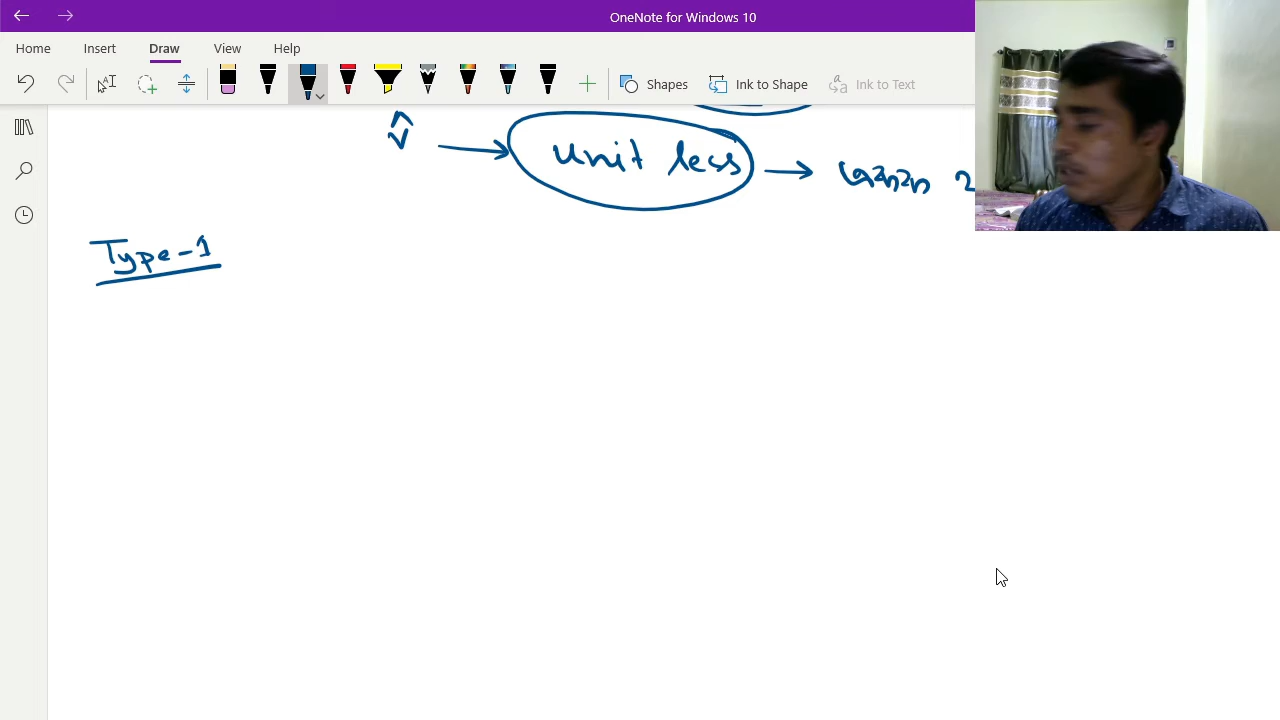 OneNote for Windows 10
Home Insert Draw View Help
Shapes Ink to Shape Ink to Text
v̂ → unit less →
Type-1